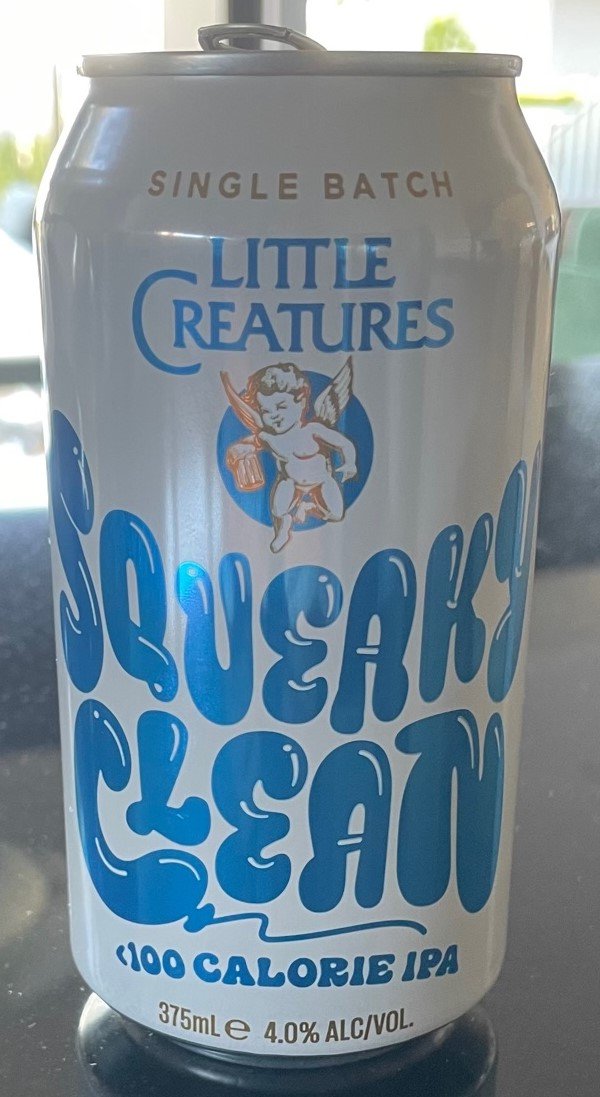 SINGLE BATCH
LITTLE
CREATURES
SQUEAKY
CLEAN
<100 CALORIE IPA
375mL e 4.0% ALC/VOL.